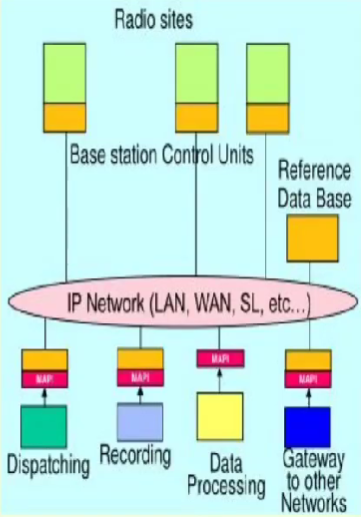 Radio sites
Base station Control Units
Reference
Data Base
IP Network (LAN, WAN, SL, etc...)
MAPI
MAPI
MAPI
MAPI
Dispatching
Recording
Data
Processing
Gateway
to other
Networks